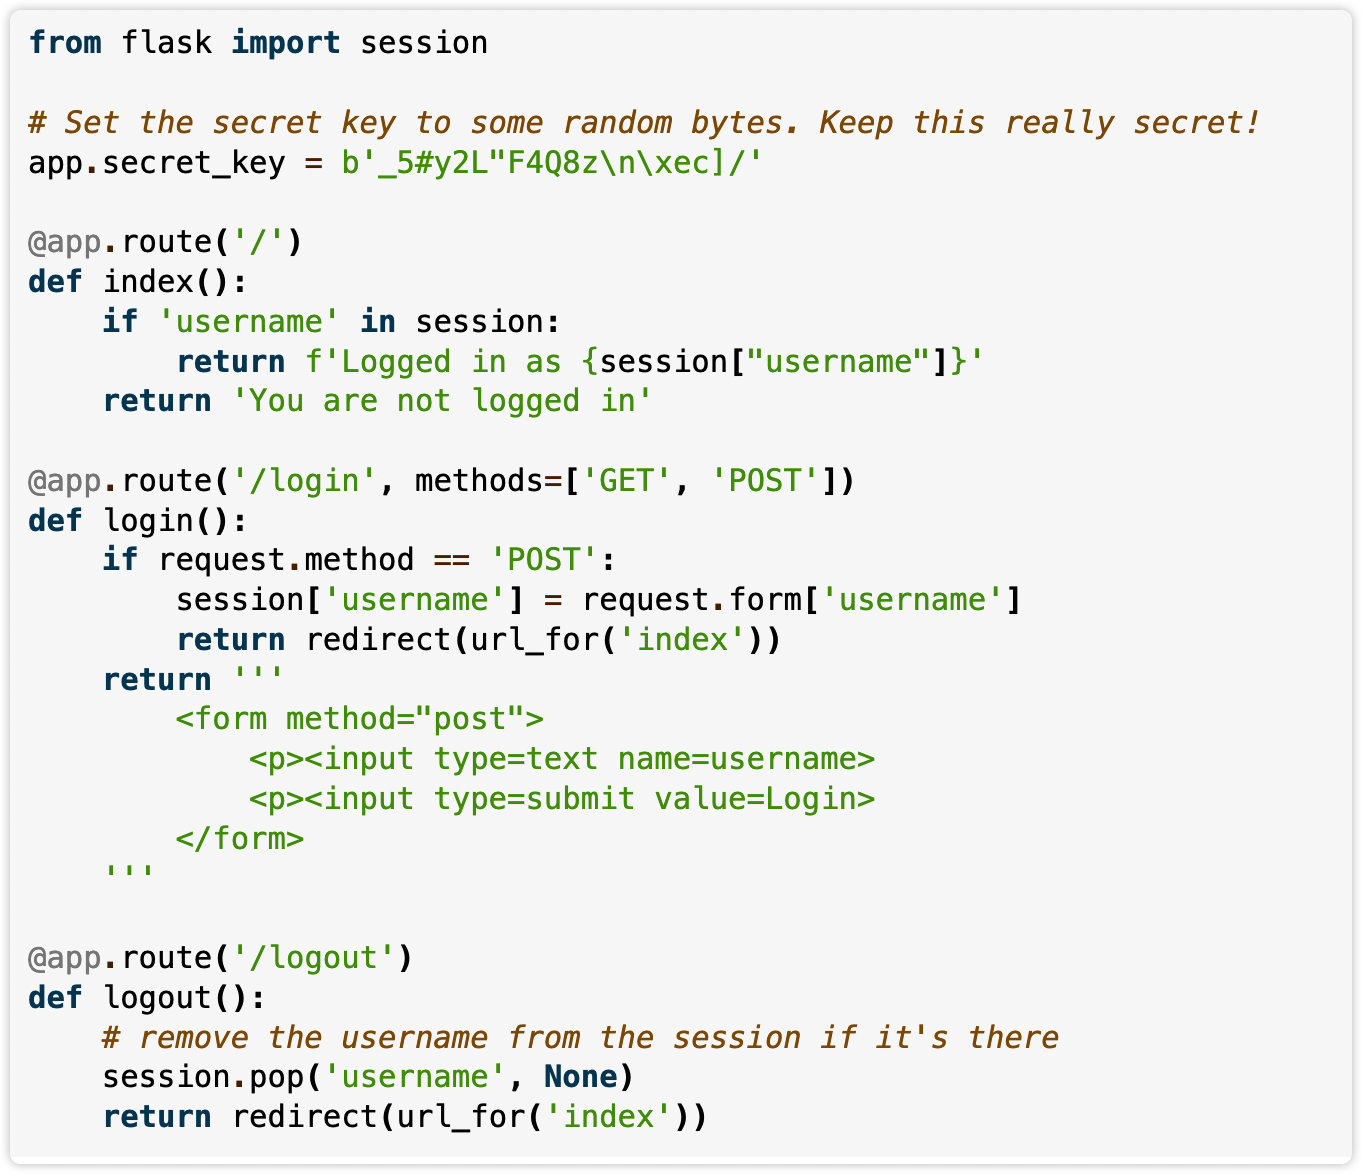 from flask import session
# Set the secret key to some random bytes. Keep this really secret!
app.secret_key = b'_5#y2L"F4Q8z\n\xec]/'
@app.route('/')
def index():
    if 'username' in session:
        return f'Logged in as {session["username"]}'
    return 'You are not logged in'
@app.route('/login', methods=['GET', 'POST'])
def login():
    if request.method == 'POST':
        session['username'] = request.form['username']
        return redirect(url_for('index'))
    return '''
        <form method="post">
            <p><input type=text name=username>
            <p><input type=submit value=Login>
        </form>
    '''
@app.route('/logout')
def logout():
    # remove the username from the session if it's there
    session.pop('username', None)
    return redirect(url_for('index'))